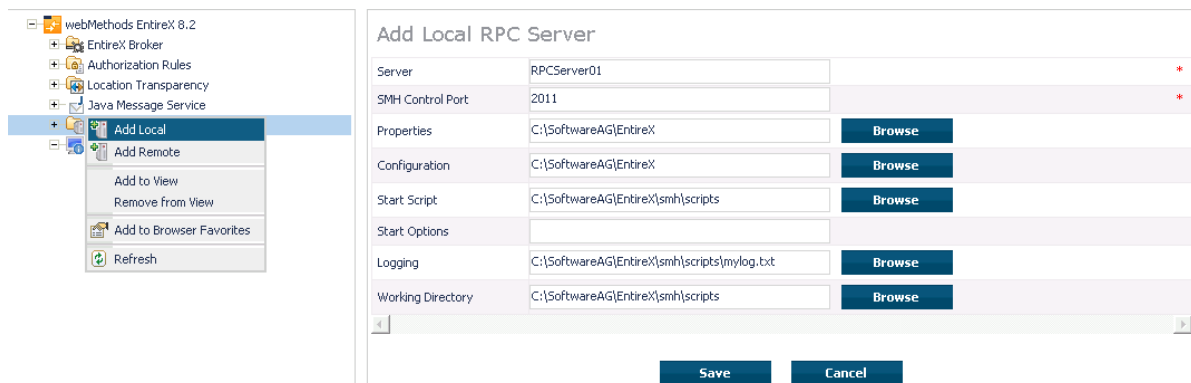 webMethods EntireX 8.2
EntireX Broker
Authorization Rules
Location Transparency
Java Message Service
Add Local
Add Remote
Add to View
Remove from View
Add to Browser Favorites
Refresh
Add Local RPC Server
Server RPCServer01 *
SMH Control Port 2011 *
Properties C:\SoftwareAG\EntireX Browse
Configuration C:\SoftwareAG\EntireX Browse
Start Script C:\SoftwareAG\EntireX\smh\scripts Browse
Start Options
Logging C:\SoftwareAG\EntireX\smh\scripts\mylog.txt Browse
Working Directory C:\SoftwareAG\EntireX\smh\scripts Browse
Save Cancel